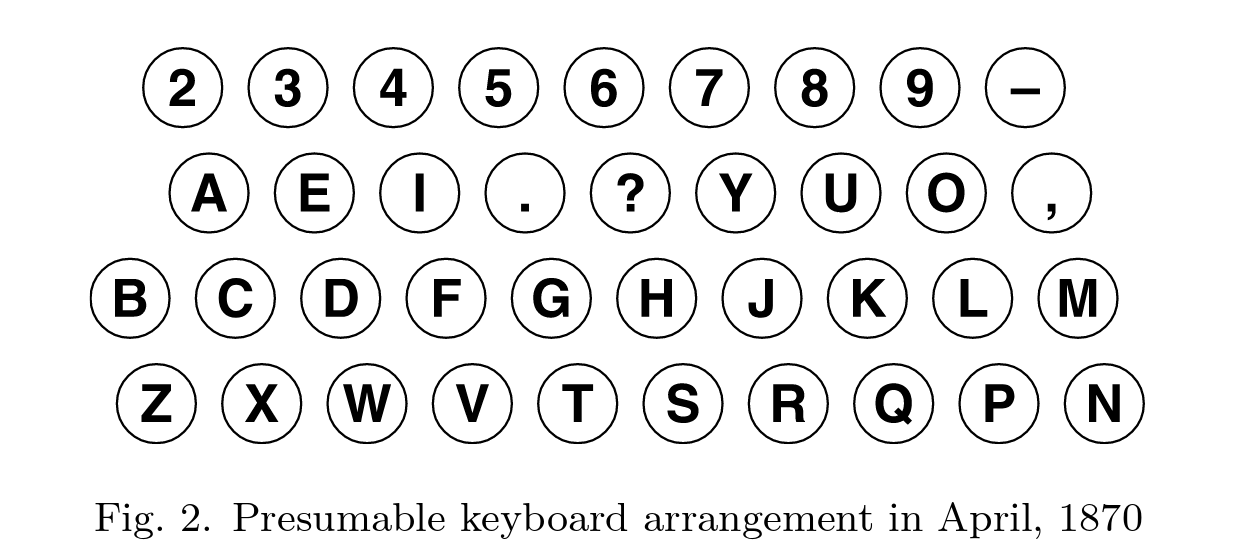 2 3 4 5 6 7 8 9 –
A E I . ? Y U O ,
B C D F G H J K L M
Z X W V T S R Q P N
Fig. 2. Presumable keyboard arrangement in April, 1870